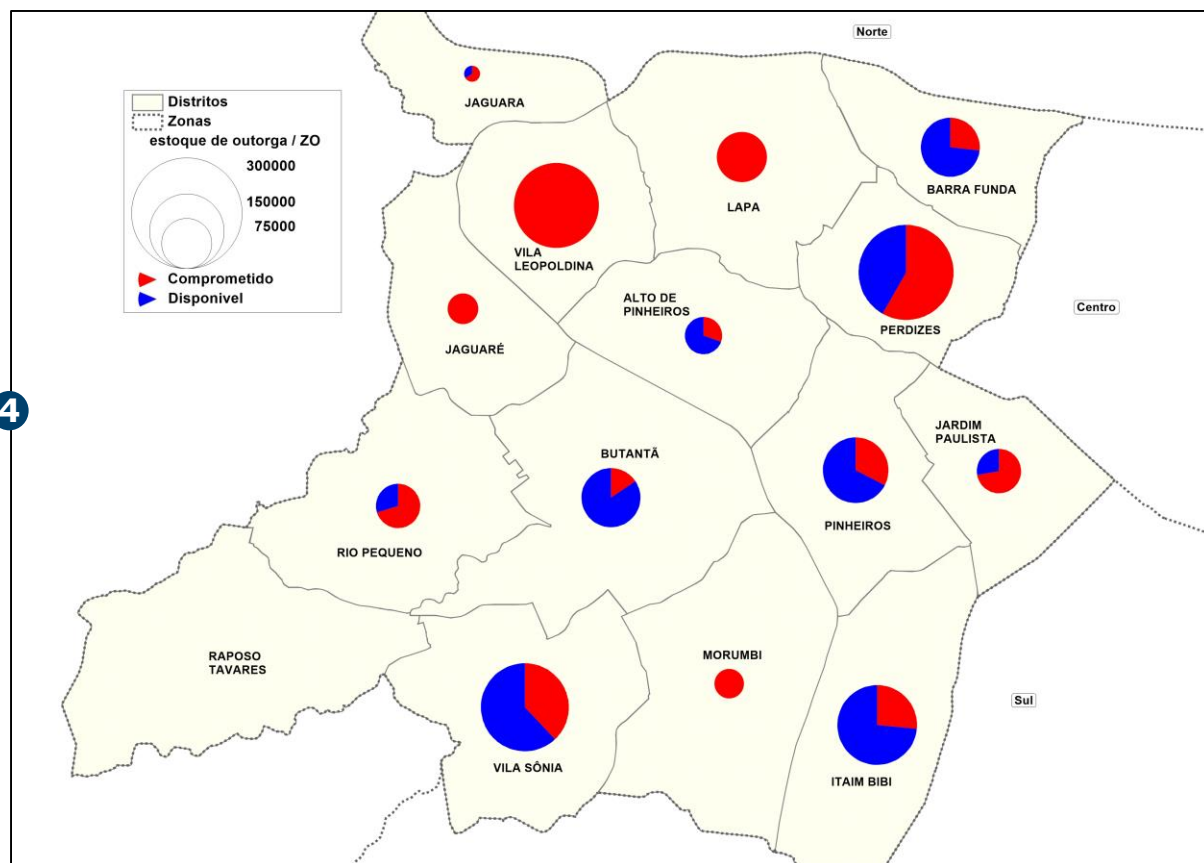 Norte
JAGUARA
Distritos
Zonas
estoque de outorga / ZO
300000
150000
75000
Comprometido
Disponivel
LAPA
BARRA FUNDA
VILA
LEOPOLDINA
ALTO DE
PINHEIROS
PERDIZES
Centro
JAGUARÉ
4
JARDIM
PAULISTA
BUTANTÃ
PINHEIROS
RIO PEQUENO
RAPOSO
TAVARES
MORUMBI
Sul
VILA SÔNIA
ITAIM BIBI